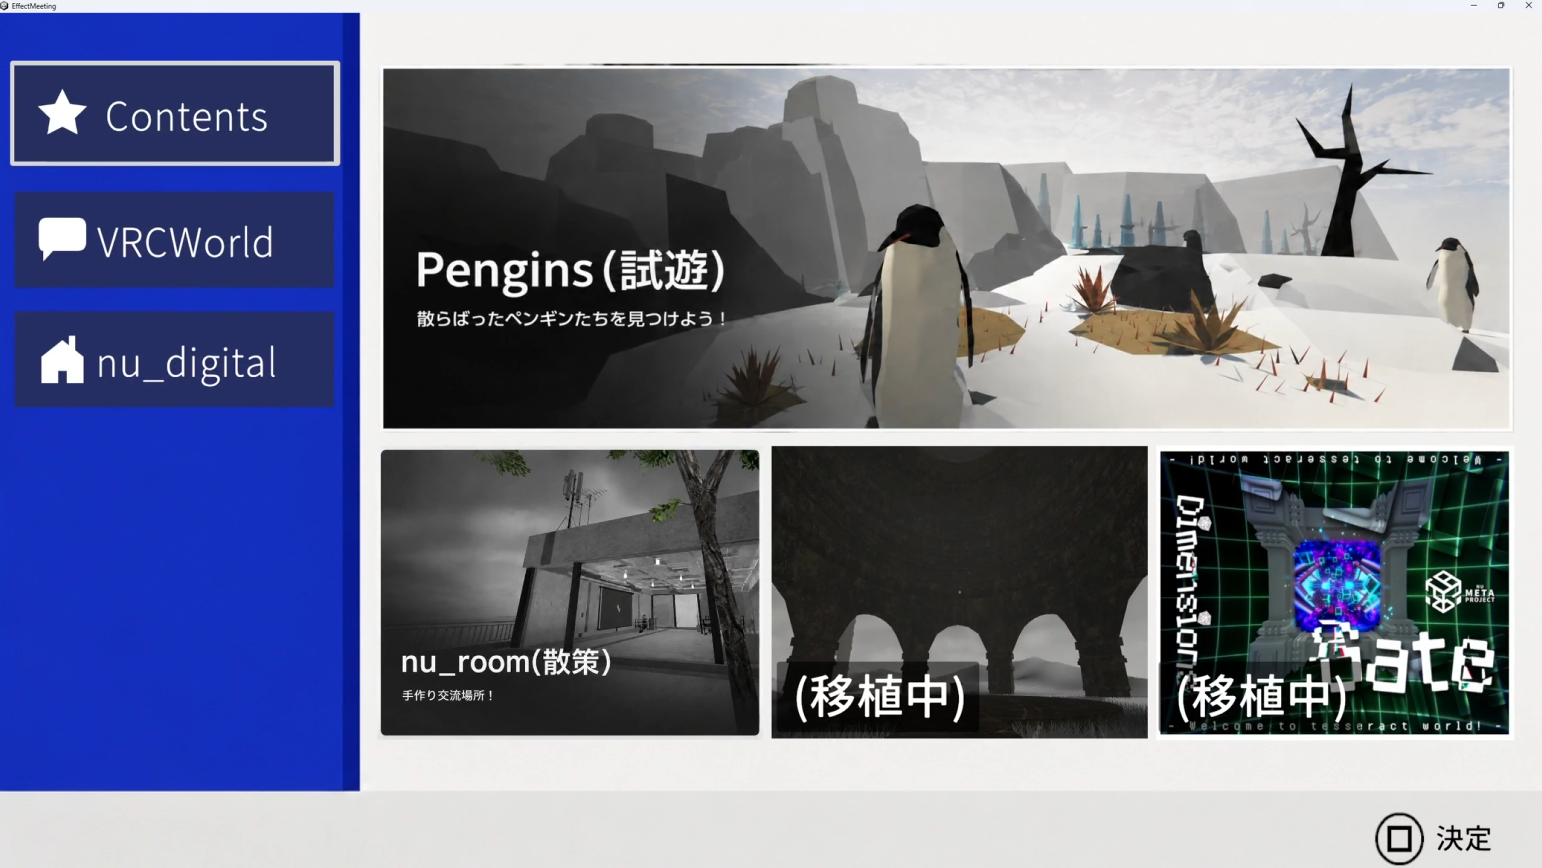 EffectMeeting
Contents
VRCWorld
nu_digital
Pengins(試遊)
散らばったペンギンたちを見つけよう！
nu_room(散策)
手作り交流場所！
(移植中)
- Welcome to tesseract world! -
Dimension
NU
META
PROJECT
Gate
(移植中)
- Welcome to tesseract world! -
決定